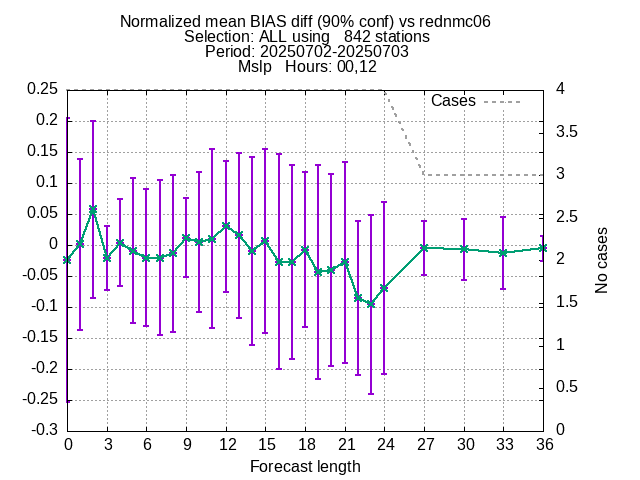 Normalized mean BIAS diff (90% conf) vs rednmc06
Selection: ALL using   842 stations
Period: 20250702-20250703
Mslp   Hours: 00,12
Cases
0.25
0.2
0.15
0.1
0.05
0
-0.05
-0.1
-0.15
-0.2
-0.25
-0.3
4
3.5
3
2.5
2
1.5
1
0.5
0
No cases
0 3 6 9 12 15 18 21 24 27 30 33 36
Forecast length